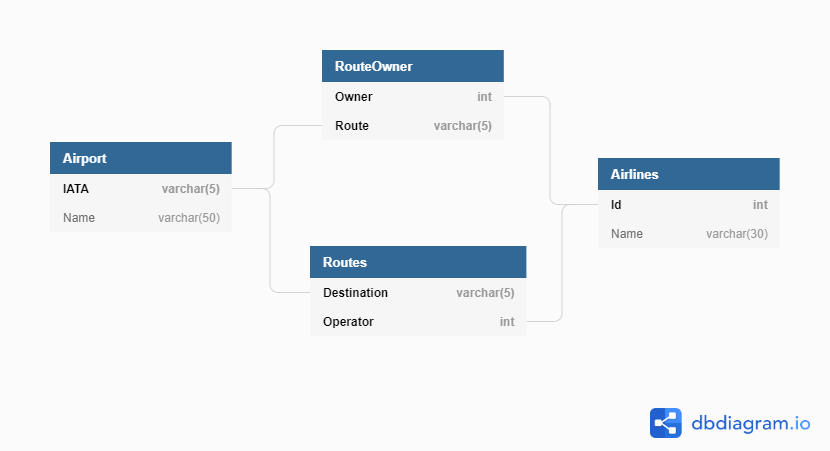 RouteOwner
Owner int
Route varchar(5)
Airport
IATA varchar(5)
Name varchar(50)
Airlines
Id int
Name varchar(30)
Routes
Destination varchar(5)
Operator int
dbdiagram.io